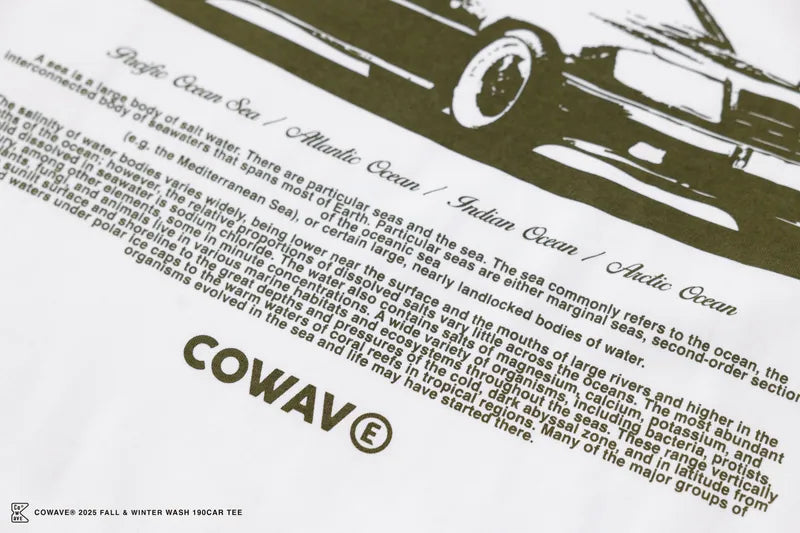 Pacific Ocean Sea / Atlantic Ocean / Indian Ocean / Arctic Ocean
A sea is a large body of salt water. There are particular seas and the sea. The sea commonly refers to the ocean, the
interconnected body of seawaters that spans most of Earth. Particular seas are either marginal seas, second-order section
of the oceanic sea
(e.g. the Mediterranean Sea), or certain large, nearly landlocked bodies of water.
The salinity of water bodies varies widely, being lower near the surface and the mouths of large rivers and higher in the
ths of the ocean; however, the relative proportions of dissolved salts vary little across the oceans. The most abundant
lid dissolved in seawater is sodium chloride. The water also contains salts of magnesium, calcium, potassium, and
ry, among other elements, some in minute concentrations. A wide variety of organisms, including bacteria, protists,
nts, fungi, and animals live in various marine habitats and ecosystems throughout the seas. These range vertically
sunlit surface and shoreline to the great depths and pressures of the cold, dark abyssal zone, and in latitude from
d waters under polar ice caps to the warm waters of coral reefs in tropical regions. Many of the major groups of
organisms evolved in the sea and life may have started there.
COWAVE
COWAVE® 2025 FALL & WINTER WASH 190CAR TEE